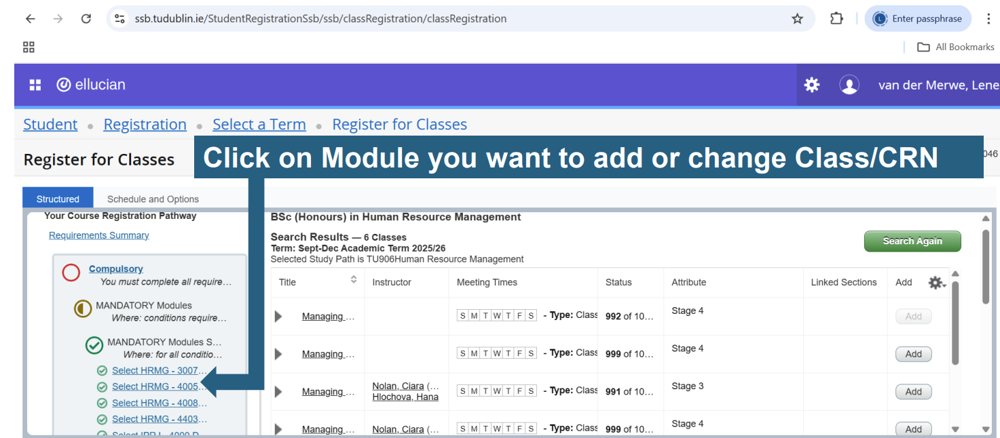 ssb.tudublin.ie/StudentRegistrationSsb/ssb/classRegistration/classRegistration
L Enter passphrase
All Bookmarks
ellucian
van der Merwe, Lene
Student • Registration • Select a Term • Register for Classes
Register for Classes
Click on Module you want to add or change Class/CRN
046
Structured Schedule and Options
Your Course Registration Pathway
Requirements Summary
Compulsory
You must complete all require...
MANDATORY Modules
Where: conditions require...
MANDATORY Modules S...
Where: for all conditio...
Select HRMG - 3007...
Select HRMG - 4005...
Select HRMG - 4008...
Select HRMG - 4403...
BSc (Honours) in Human Resource Management
Search Results — 6 Classes
Term: Sept-Dec Academic Term 2025/26
Selected Study Path is TU906Human Resource Management
Search Again
Title Instructor Meeting Times Status Attribute Linked Sections Add
Managing ... S M T W T F S - Type: Class 992 of 10... Stage 4 Add
Managing ... S M T W T F S - Type: Class 999 of 10... Stage 4 Add
Managing ... Nolan, Ciara (... S M T W T F S - Type: Class 991 of 10... Stage 3 Add
Hlochova, Hana
Managing ... Nolan, Ciara (... S M T W T F S - Type: Class 999 of 10... Stage 4 Add